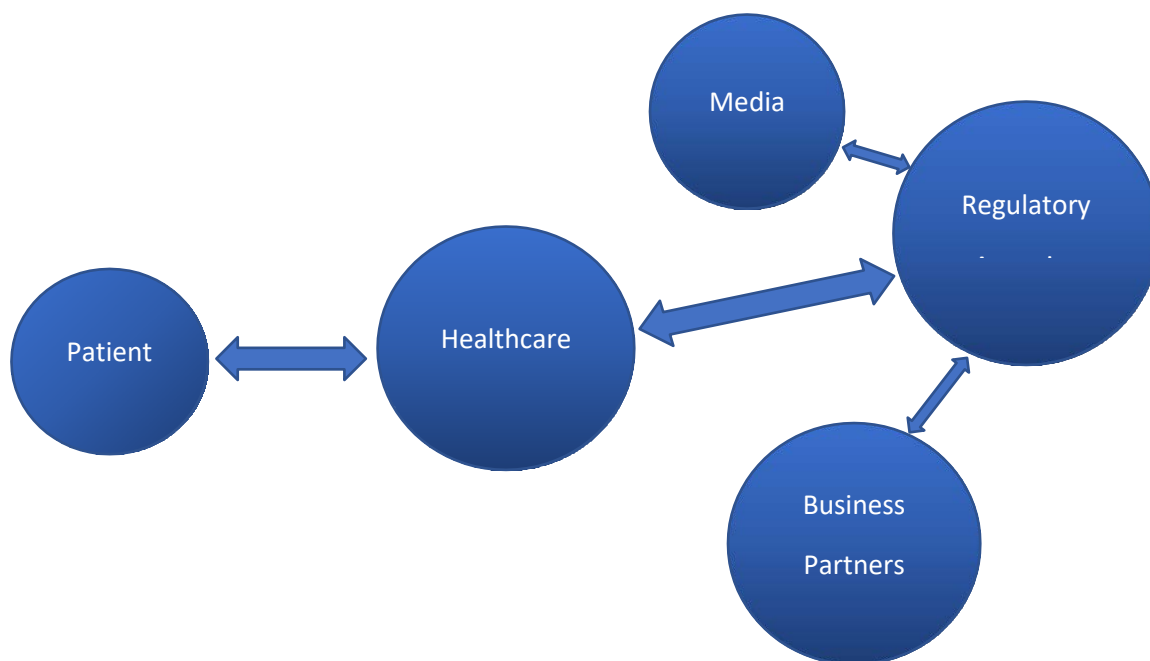 Media
Regulatory
Patient
Healthcare
Business
Partners